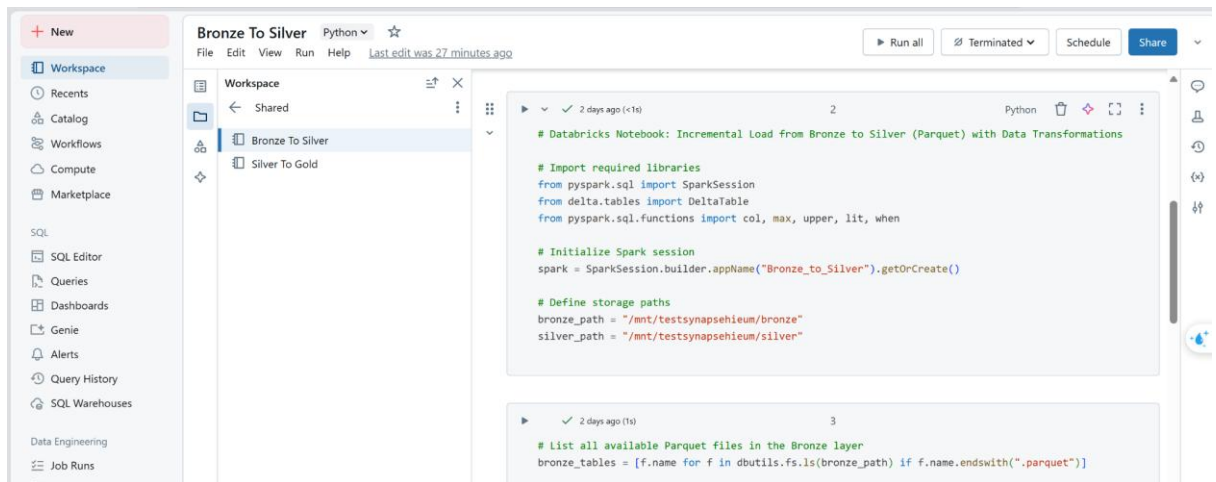 New
Workspace
Recents
Catalog
Workflows
Compute
Marketplace
SQL
SQL Editor
Queries
Dashboards
Genie
Alerts
Query History
SQL Warehouses
Data Engineering
Job Runs
Bronze To Silver Python
File Edit View Run Help Last edit was 27 minutes ago
Run all Terminated Schedule Share
Workspace
Shared
Bronze To Silver
Silver To Gold
2 days ago (<1s) 2 Python
# Databricks Notebook: Incremental Load from Bronze to Silver (Parquet) with Data Transformations
# Import required libraries
from pyspark.sql import SparkSession
from delta.tables import DeltaTable
from pyspark.sql.functions import col, max, upper, lit, when
# Initialize Spark session
spark = SparkSession.builder.appName("Bronze_to_Silver").getOrCreate()
# Define storage paths
bronze_path = "/mnt/testsynapsehieum/bronze"
silver_path = "/mnt/testsynapsehieum/silver"
2 days ago (1s) 3
# List all available Parquet files in the Bronze layer
bronze_tables = [f.name for f in dbutils.fs.ls(bronze_path) if f.name.endswith(".parquet")]